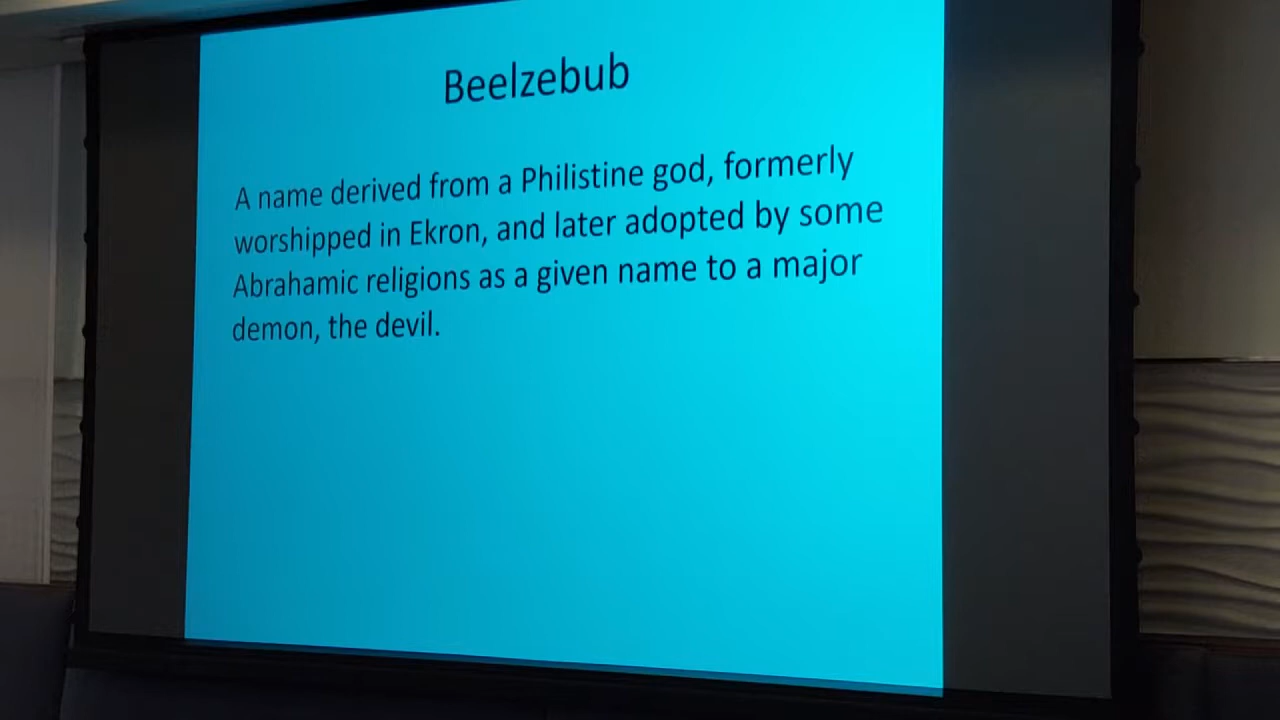 Beelzebub
A name derived from a Philistine god, formerly
worshipped in Ekron, and later adopted by some
Abrahamic religions as a given name to a major
demon, the devil.